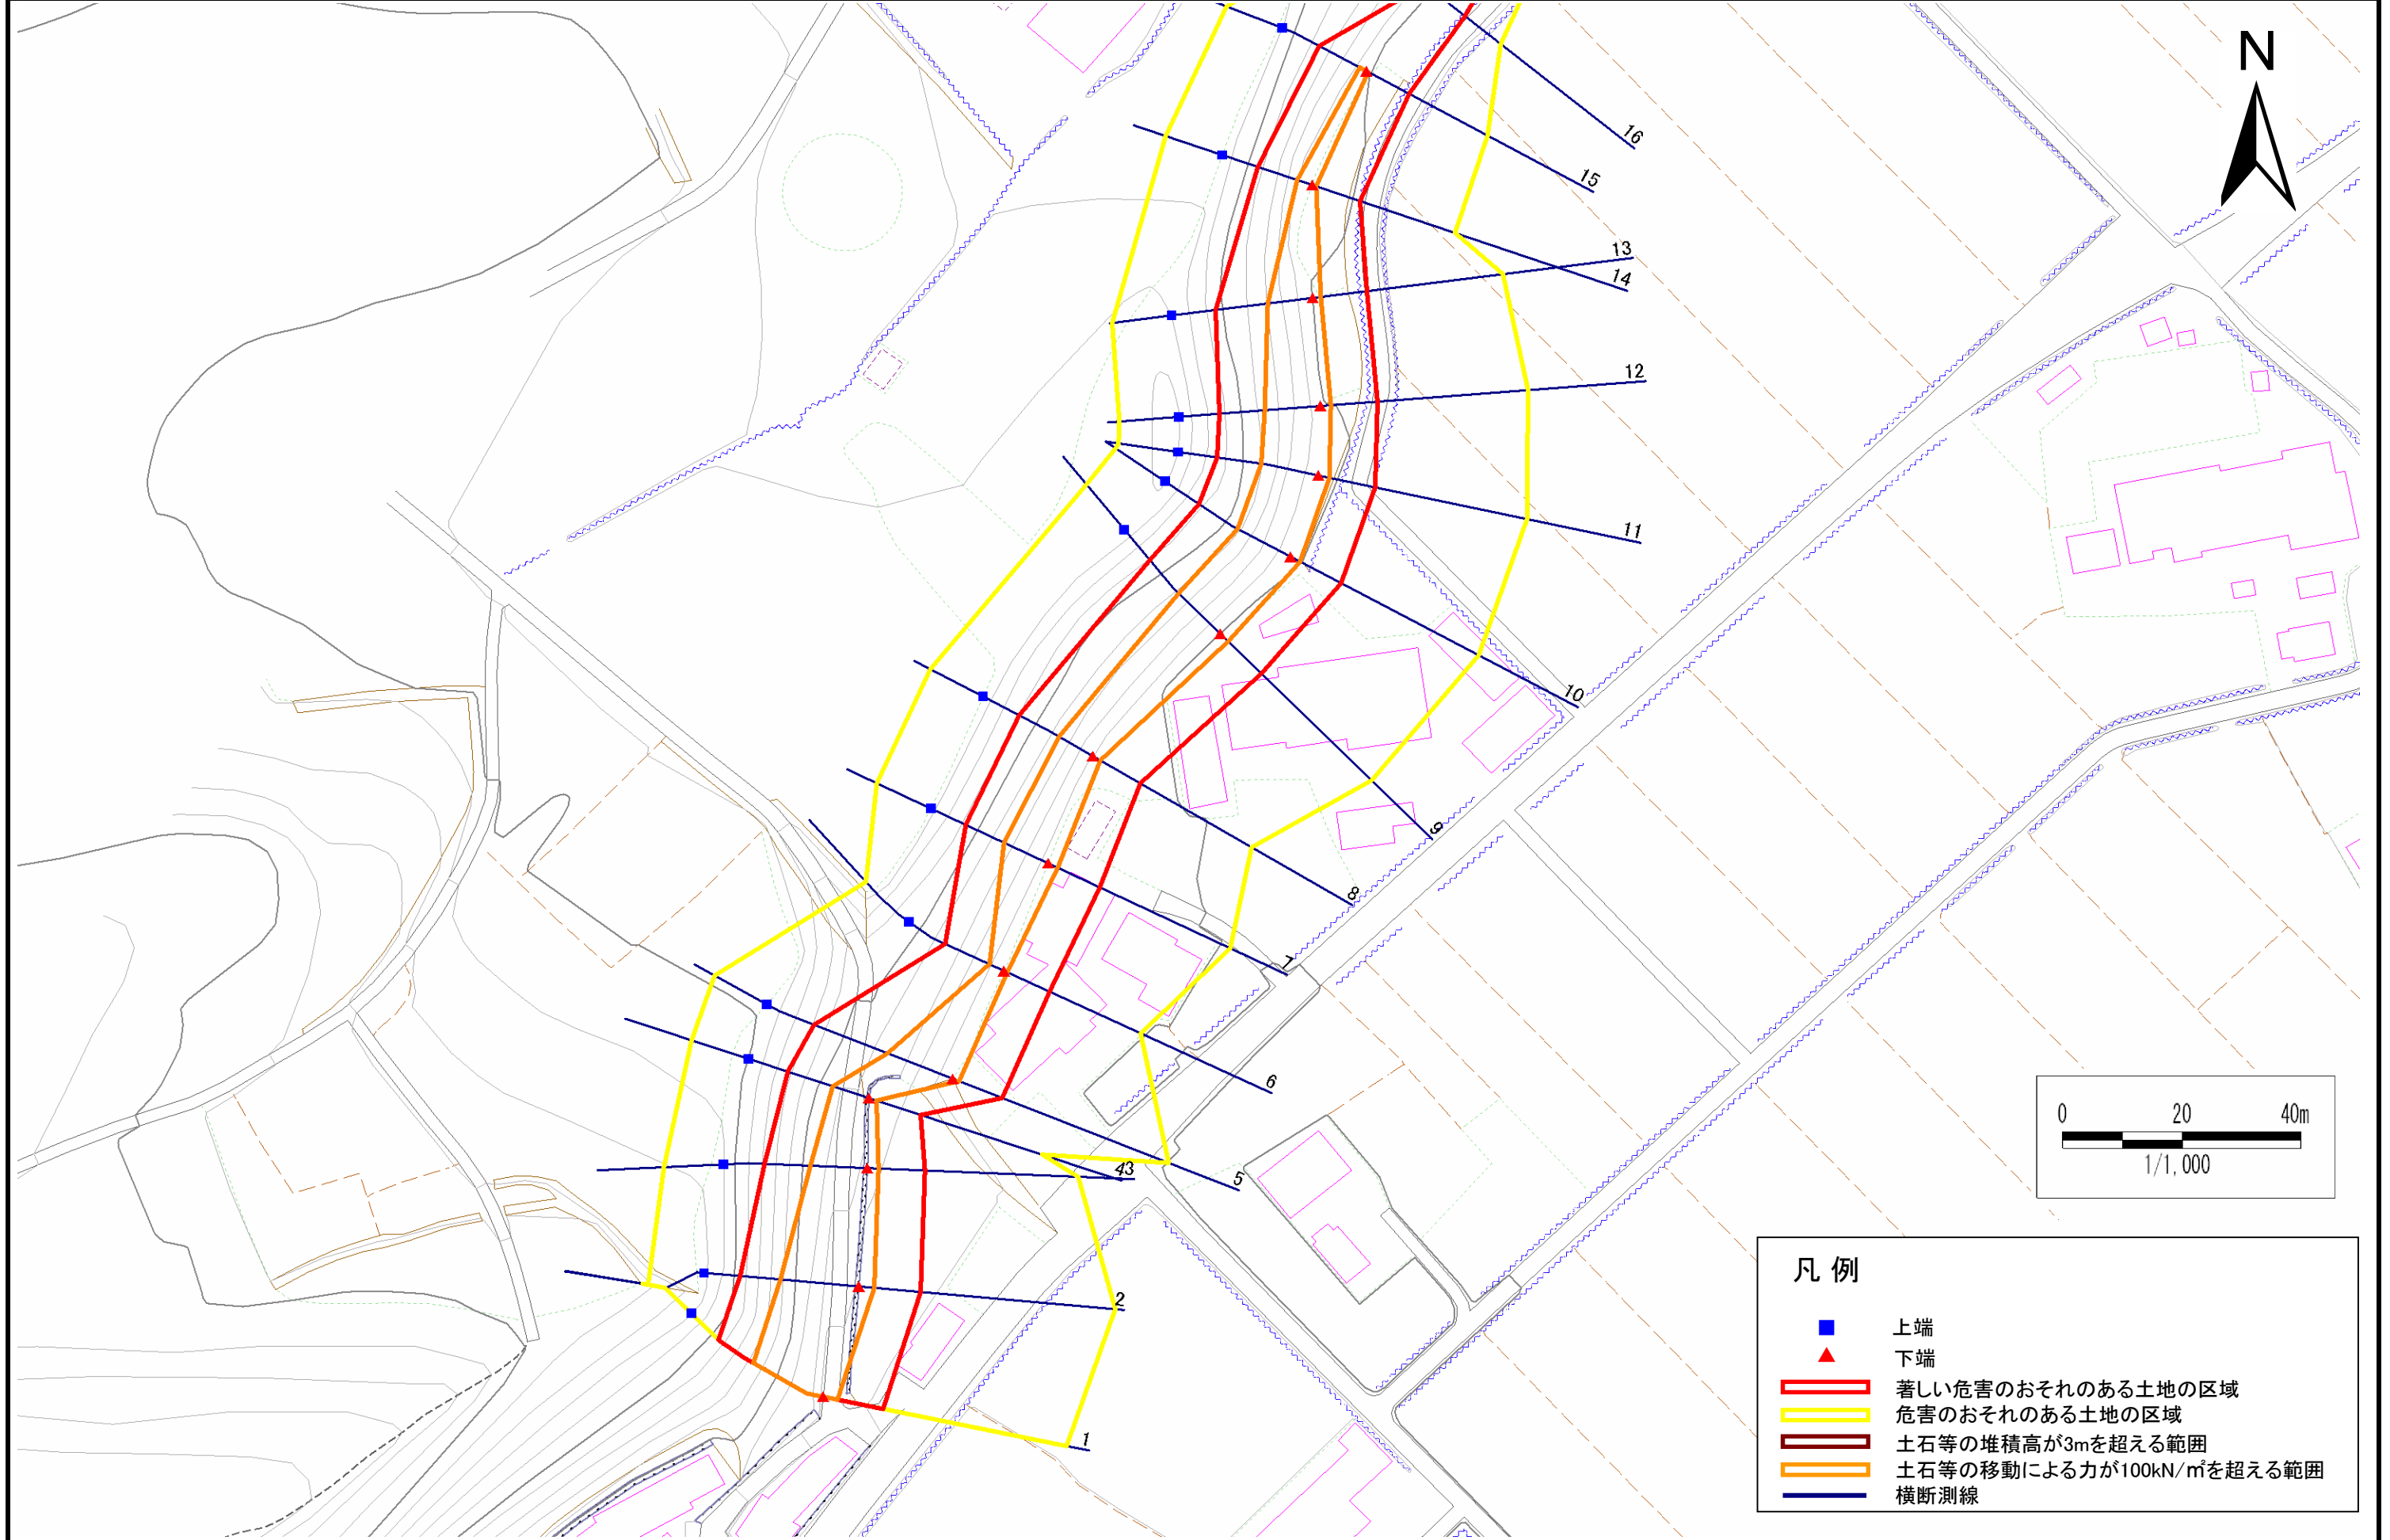 N
16
15
13
14
12
11
10
9
8
7
6
5
43
2
1
0 20 40m
1/1,000
凡 例
上端
下端
著しい危害のおそれのある土地の区域
危害のおそれのある土地の区域
土石等の堆積高が3mを超える範囲
土石等の移動による力が100kN/㎡を超える範囲
横断測線